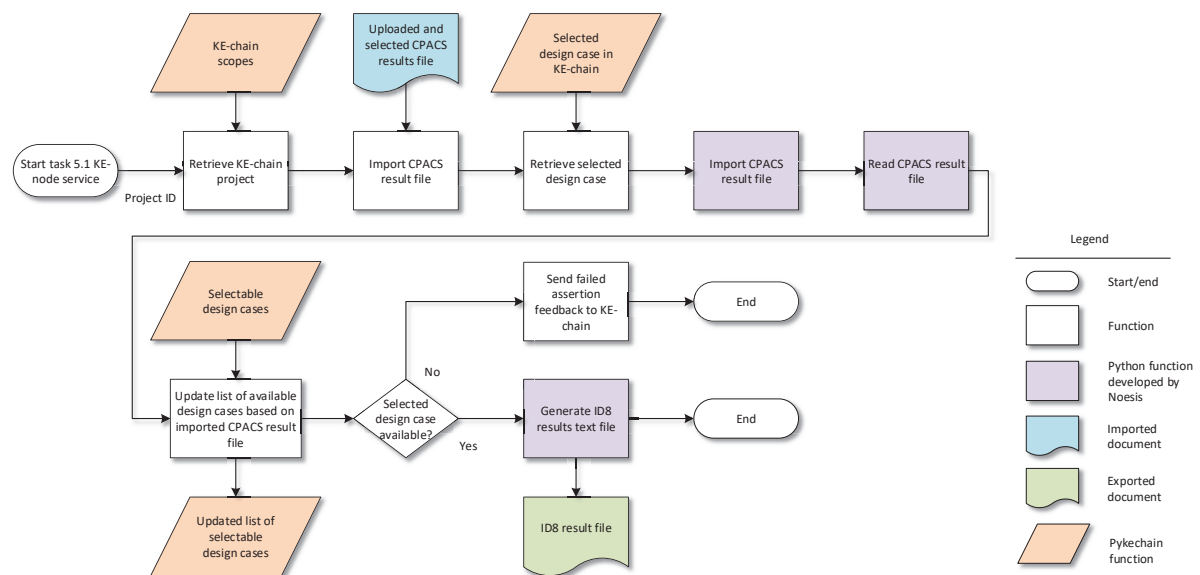 KE-chain
scopes
Uploaded and
selected CPACS
results file
Selected
design case in
KE-chain
Start task 5.1 KE-
node service
Project ID
Retrieve KE-chain
project
Import CPACS
result file
Retrieve selected
design case
Import CPACS
result file
Read CPACS result
file
Selectable
design cases
Send failed
assertion
feedback to KE-
chain
End
No
Update list of available
design cases based on
imported CPACS result
file
Selected
design case
available?
Yes
Generate ID8
results text file
End
Updated list of
selectable
design cases
ID8 result file
Legend
Start/end
Function
Python function
developed by
Noesis
Imported
document
Exported
document
Pykechain
function